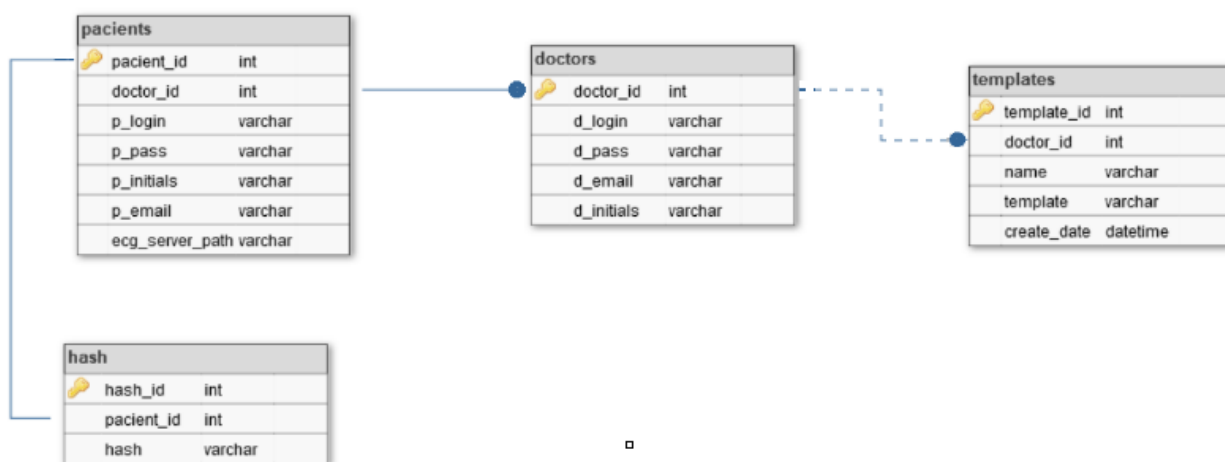 pacients
pacient_id int
doctor_id int
p_login varchar
p_pass varchar
p_initials varchar
p_email varchar
ecg_server_path varchar
doctors
doctor_id int
d_login varchar
d_pass varchar
d_email varchar
d_initials varchar
templates
template_id int
doctor_id int
name varchar
template varchar
create_date datetime
hash
hash_id int
pacient_id int
hash varchar